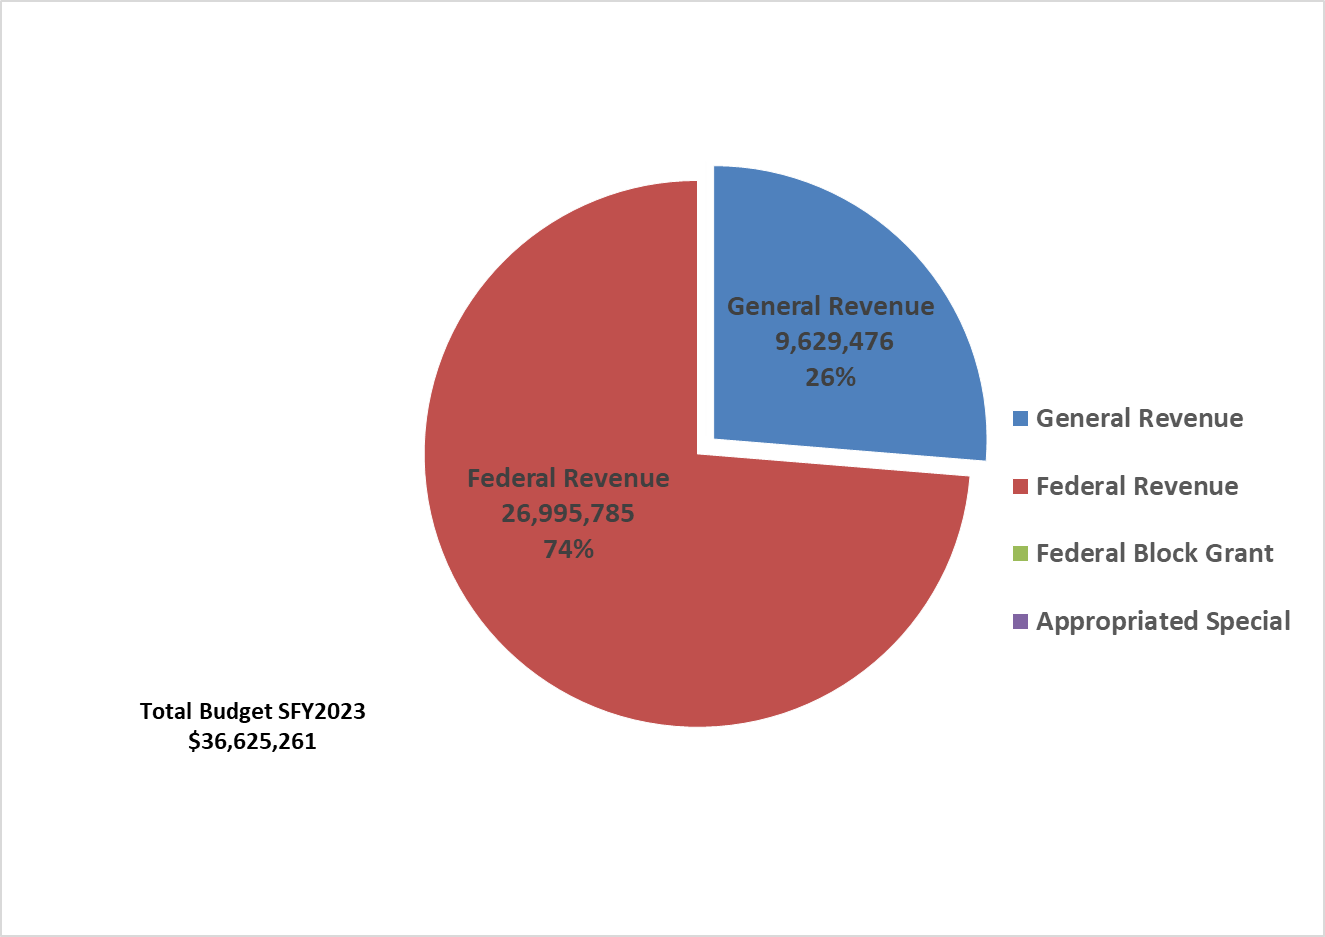 General Revenue
9,629,476
26%
Federal Revenue
26,995,785
74%
General Revenue
Federal Revenue
Federal Block Grant
Appropriated Special
Total Budget SFY2023
$36,625,261